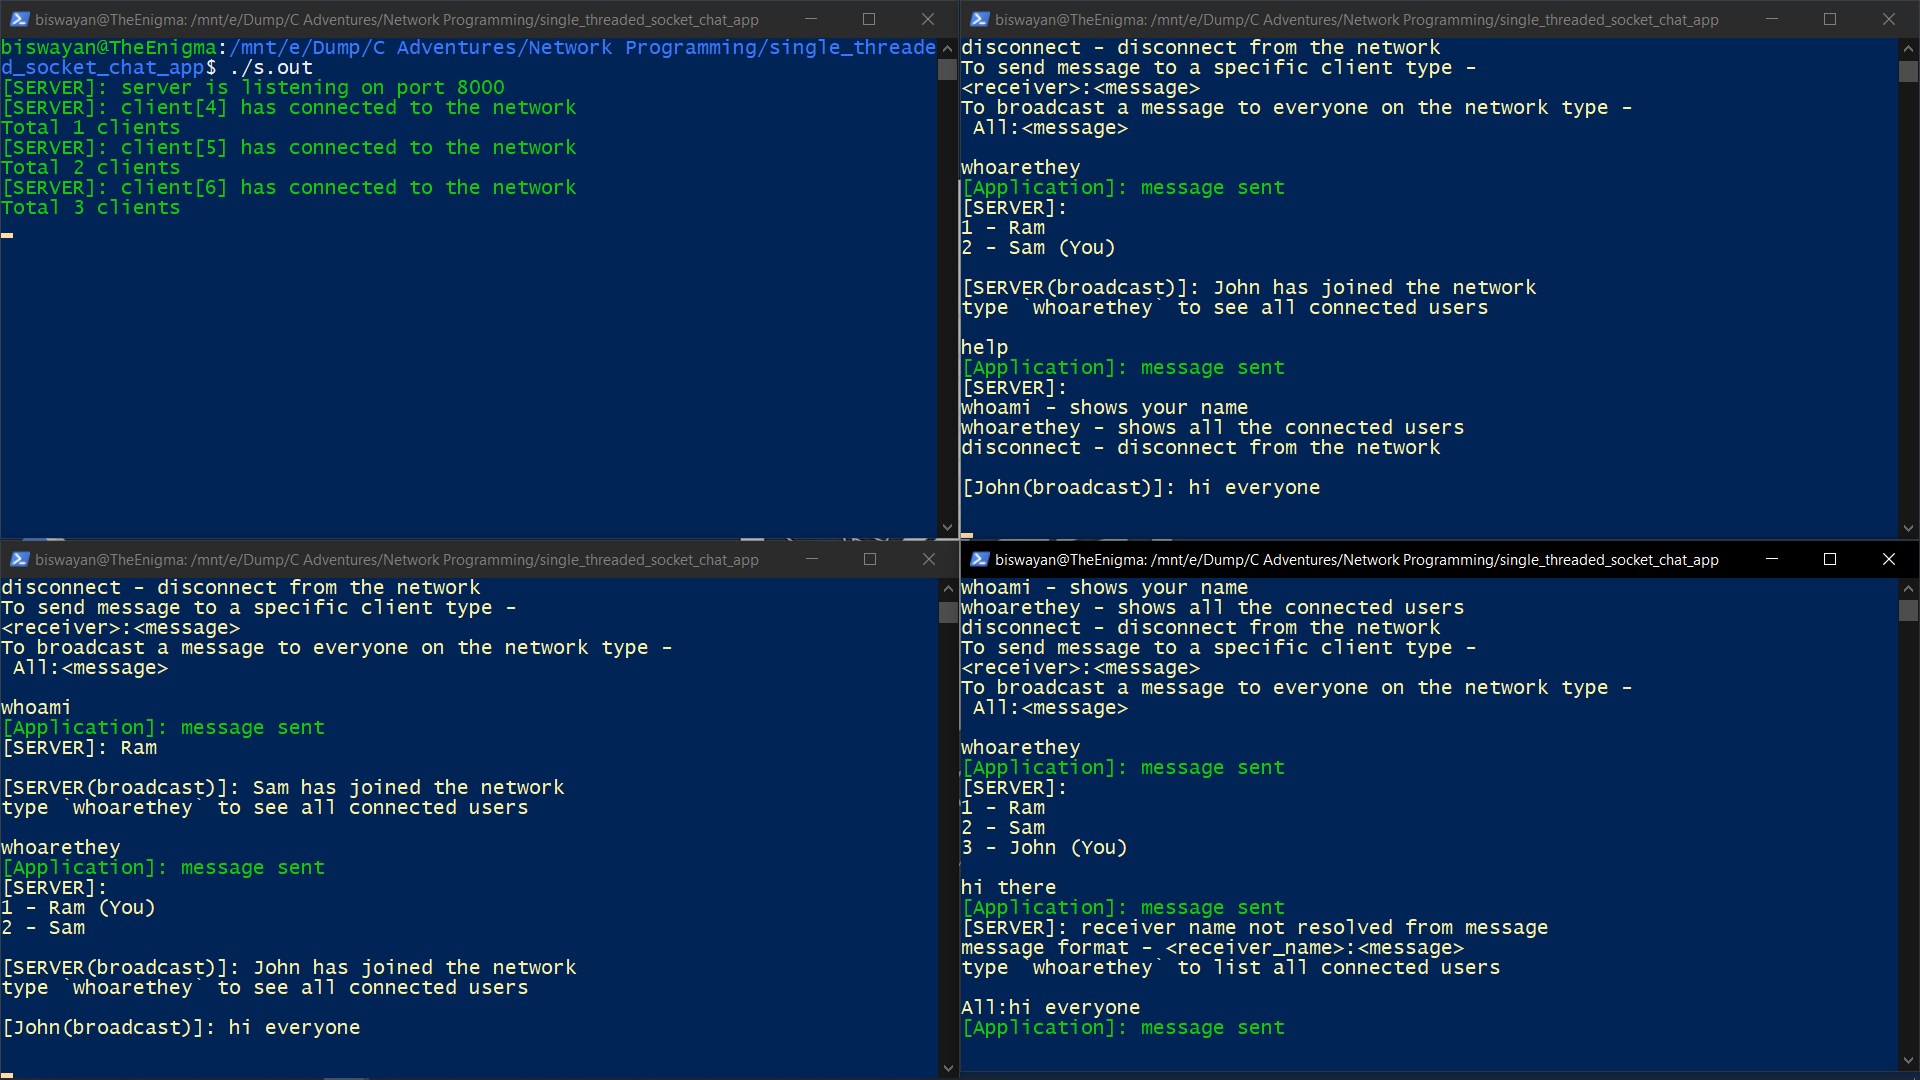 biswayan@TheEnigma: /mnt/e/Dump/C Adventures/Network Programming/single_threaded_socket_chat_app
biswayan@TheEnigma:/mnt/e/Dump/C Adventures/Network Programming/single_threade
d_socket_chat_app$ ./s.out
[SERVER]: server is listening on port 8000
[SERVER]: client[4] has connected to the network
Total 1 clients
[SERVER]: client[5] has connected to the network
Total 2 clients
[SERVER]: client[6] has connected to the network
Total 3 clients
biswayan@TheEnigma: /mnt/e/Dump/C Adventures/Network Programming/single_threaded_socket_chat_app
disconnect - disconnect from the network
To send message to a specific client type -
<receiver>:<message>
To broadcast a message to everyone on the network type -
All:<message>
whoarethey
[Application]: message sent
[SERVER]:
1 - Ram
2 - Sam (You)
[SERVER(broadcast)]: John has joined the network
type `whoarethey` to see all connected users
help
[Application]: message sent
[SERVER]:
whoami - shows your name
whoarethey - shows all the connected users
disconnect - disconnect from the network
[John(broadcast)]: hi everyone
biswayan@TheEnigma: /mnt/e/Dump/C Adventures/Network Programming/single_threaded_socket_chat_app
disconnect - disconnect from the network
To send message to a specific client type -
<receiver>:<message>
To broadcast a message to everyone on the network type -
All:<message>
whoami
[Application]: message sent
[SERVER]: Ram
[SERVER(broadcast)]: Sam has joined the network
type `whoarethey` to see all connected users
whoarethey
[Application]: message sent
[SERVER]:
1 - Ram (You)
2 - Sam
[SERVER(broadcast)]: John has joined the network
type `whoarethey` to see all connected users
[John(broadcast)]: hi everyone
biswayan@TheEnigma: /mnt/e/Dump/C Adventures/Network Programming/single_threaded_socket_chat_app
whoami - shows your name
whoarethey - shows all the connected users
disconnect - disconnect from the network
To send message to a specific client type -
<receiver>:<message>
To broadcast a message to everyone on the network type -
All:<message>
whoarethey
[Application]: message sent
[SERVER]:
1 - Ram
2 - Sam
3 - John (You)
hi there
[Application]: message sent
[SERVER]: receiver name not resolved from message
message format - <receiver_name>:<message>
type `whoarethey` to list all connected users
All:hi everyone
[Application]: message sent